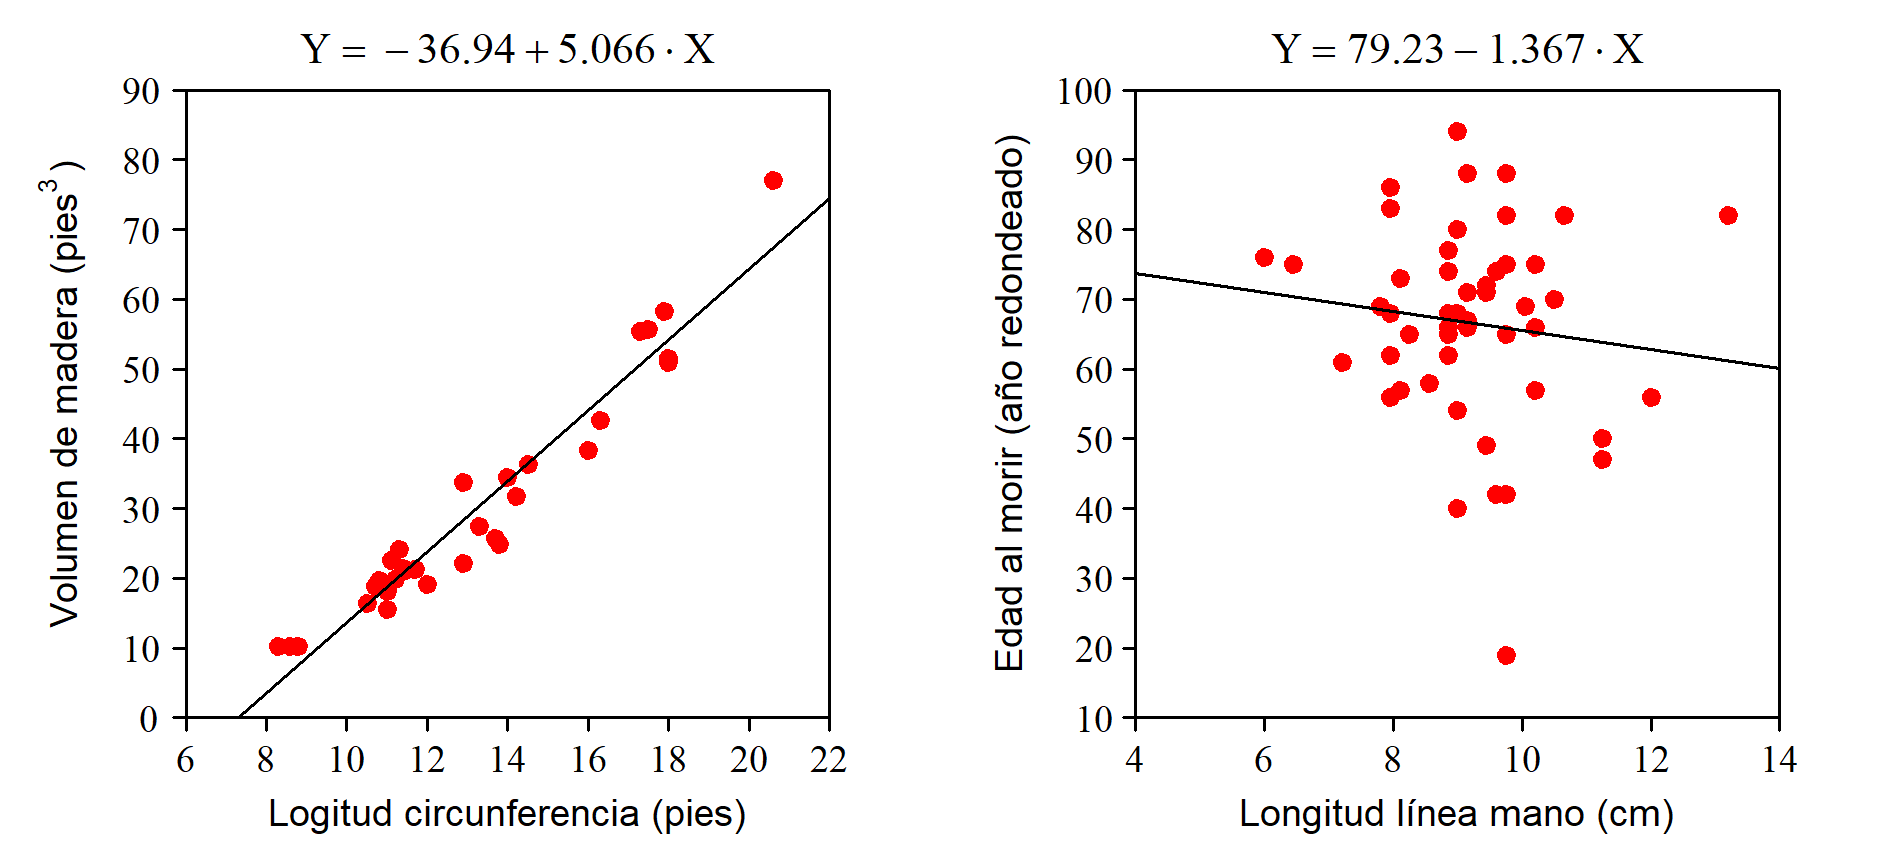 Y = − 36.94 + 5.066 · X
Volumen de madera (pies³)
90
80
70
60
50
40
30
20
10
0
6 8 10 12 14 16 18 20 22
Logitud circunferencia (pies)
Y = 79.23 − 1.367 · X
Edad al morir (año redondeado)
100
90
80
70
60
50
40
30
20
10
4 6 8 10 12 14
Longitud línea mano (cm)